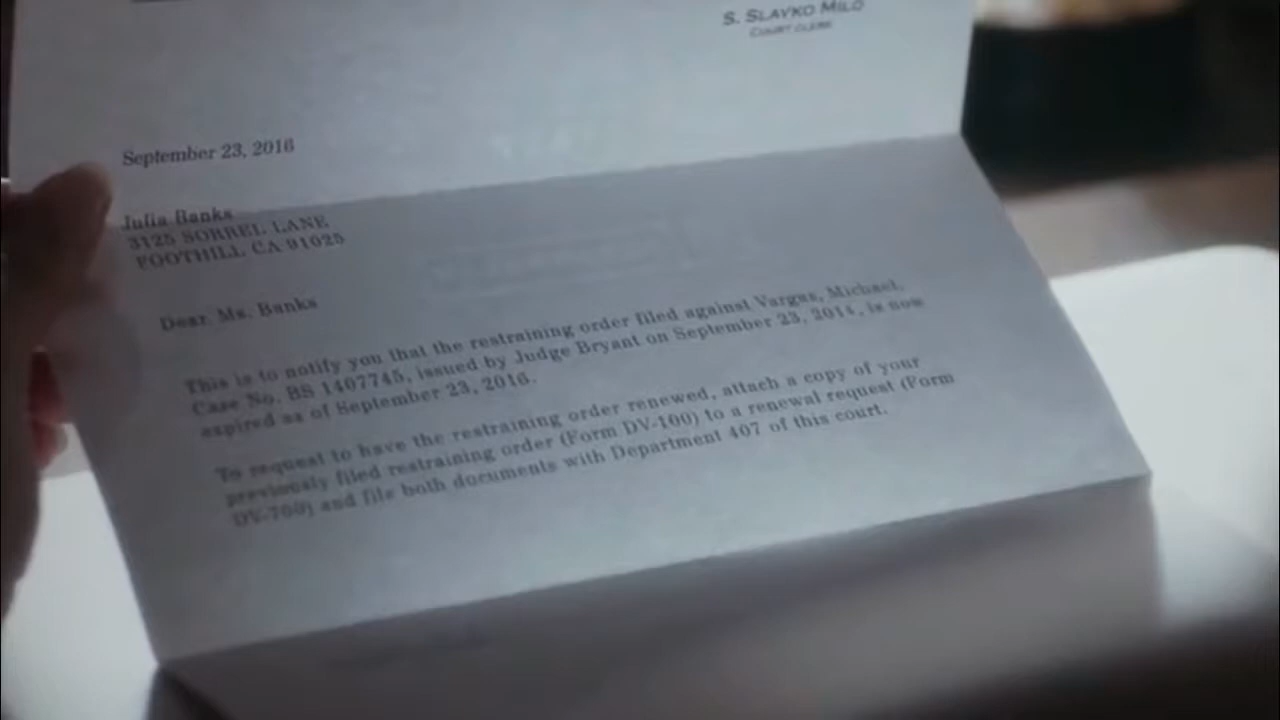 S. SLAVKO MILO
COURT CLERK
September 23, 2016
Julia Banks
3125 SORREL LANE
FOOTHILL CA 91025
Dear Ms. Banks
This is to notify you that the restraining order filed against Vargas, Michael,
Case No. BS 1407745, issued by Judge Bryant on September 23, 2014, is now
expired as of September 23, 2016.
To request to have the restraining order renewed, attach a copy of your
previously filed restraining order (Form DV-100) to a renewal request (Form
DV-700) and file both documents with Department 407 of this court.